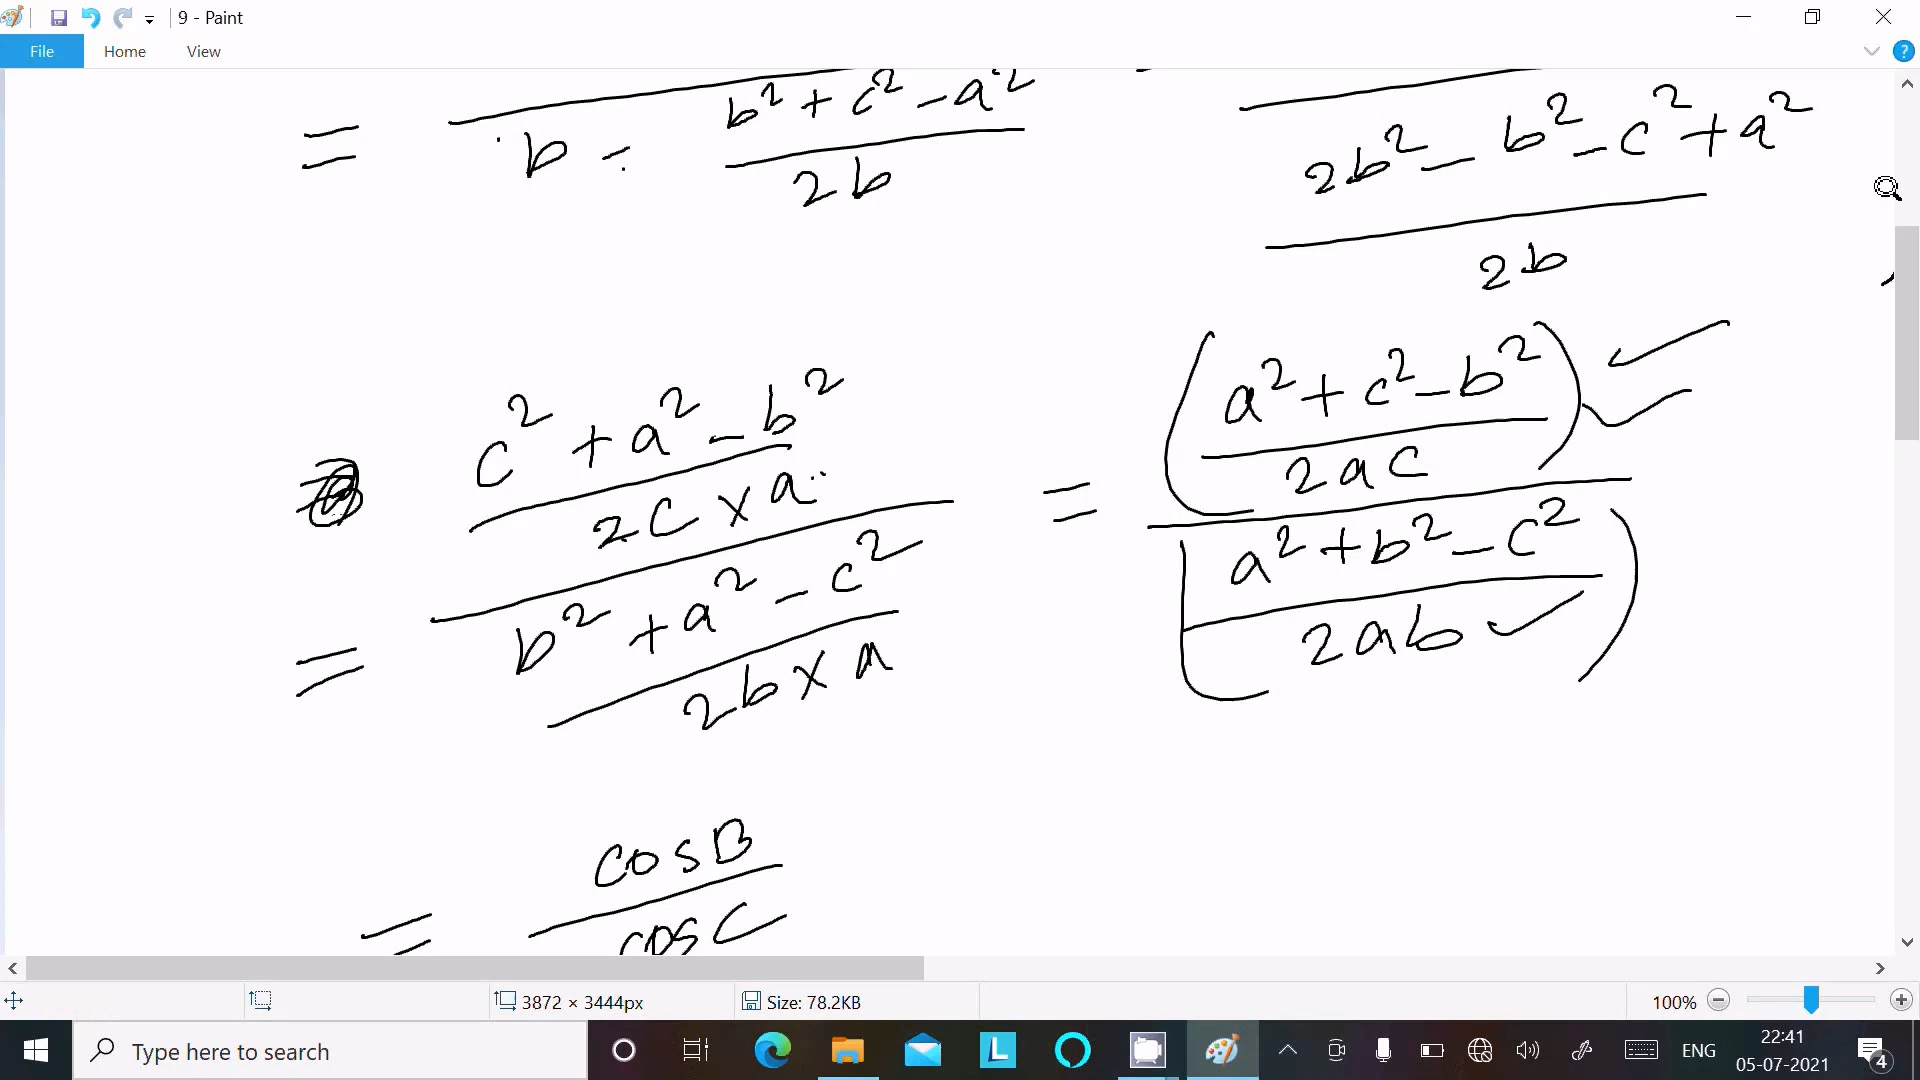 9 - Paint
File Home View
= b - (b² + c² - a²)/2b
(2b² - b² - c² + a²)/2b
= ((c² + a² - b²)/(2c × a))/((b² + a² - c²)/(2b × a)) = ((a² + c² - b²)/2ac)/((a² + b² - c²)/2ab)
= cosB/cosC
3872 × 3444px Size: 78.2KB 100%
Type here to search L ENG 22:41
05-07-2021 4